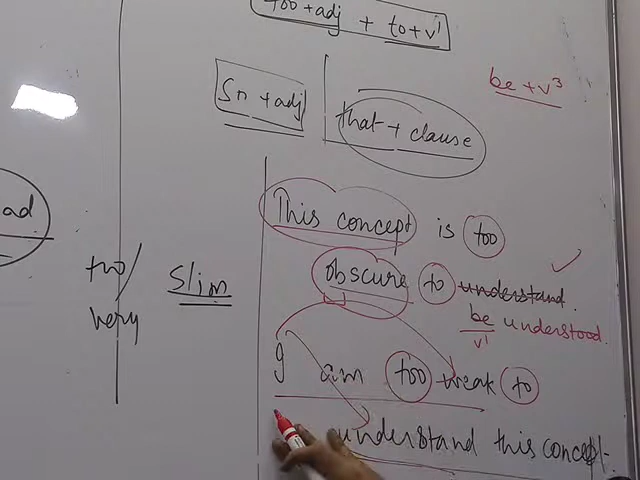 too + adj + to + v¹
be + v³
So + adj
that + clause
This concept is too
ad
obscure to understand.
be understood.
v¹
too/
very
Slim
I am too weak to
understand this concept.